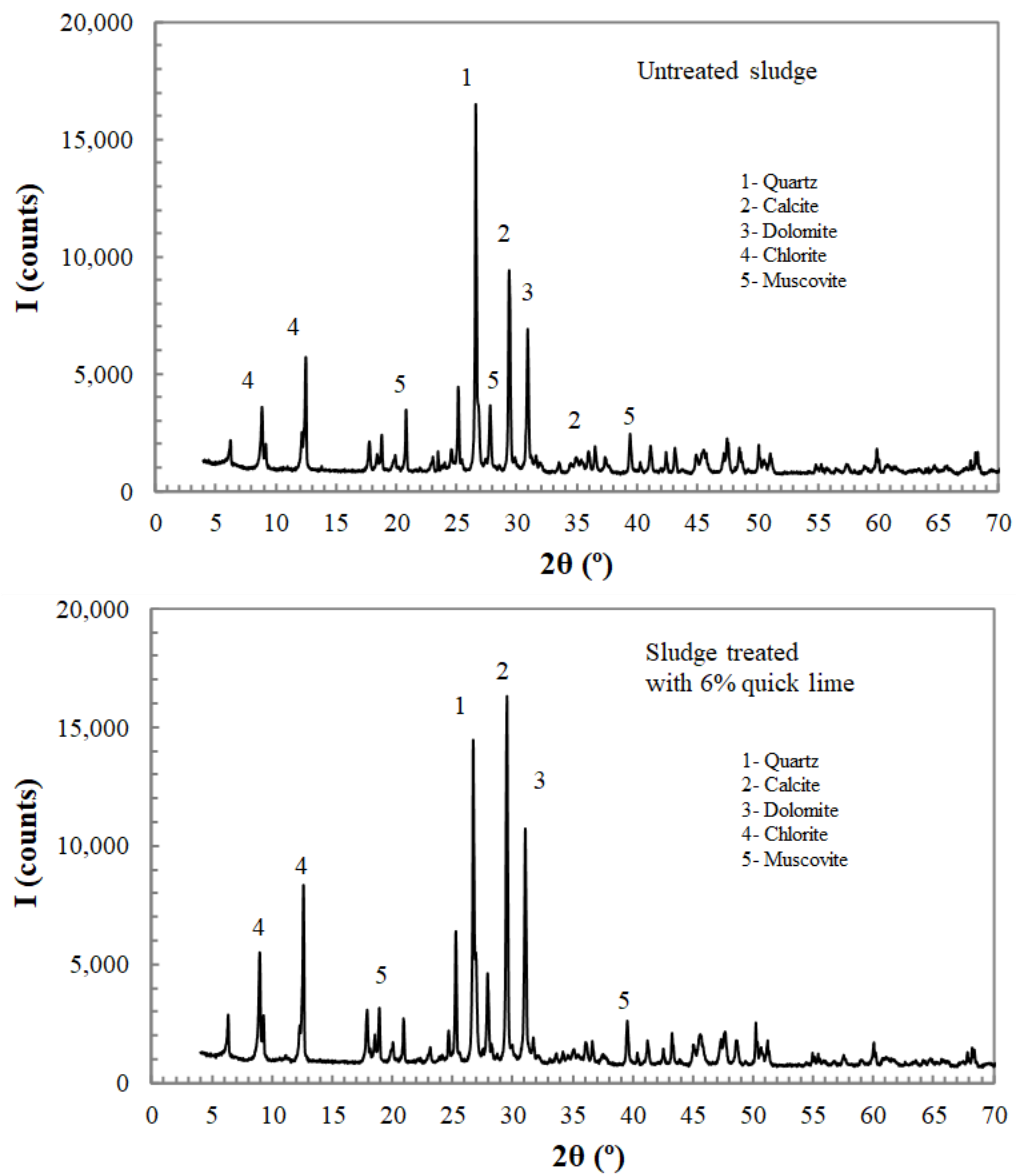 20,000
1
Untreated sludge
15,000
1- Quartz
2- Calcite
3- Dolomite
4- Chlorite
5- Muscovite
2
10,000
3
I (counts)
4
4
5
5
5,000
2
5
0
0 5 10 15 20 25 30 35 40 45 50 55 60 65 70
2θ (º)
20,000
Sludge treated
with 6% quick lime
2
1
15,000
1- Quartz
2- Calcite
3- Dolomite
4- Chlorite
5- Muscovite
3
10,000
I (counts)
4
4
5
5
5,000
0
0 5 10 15 20 25 30 35 40 45 50 55 60 65 70
2θ (º)